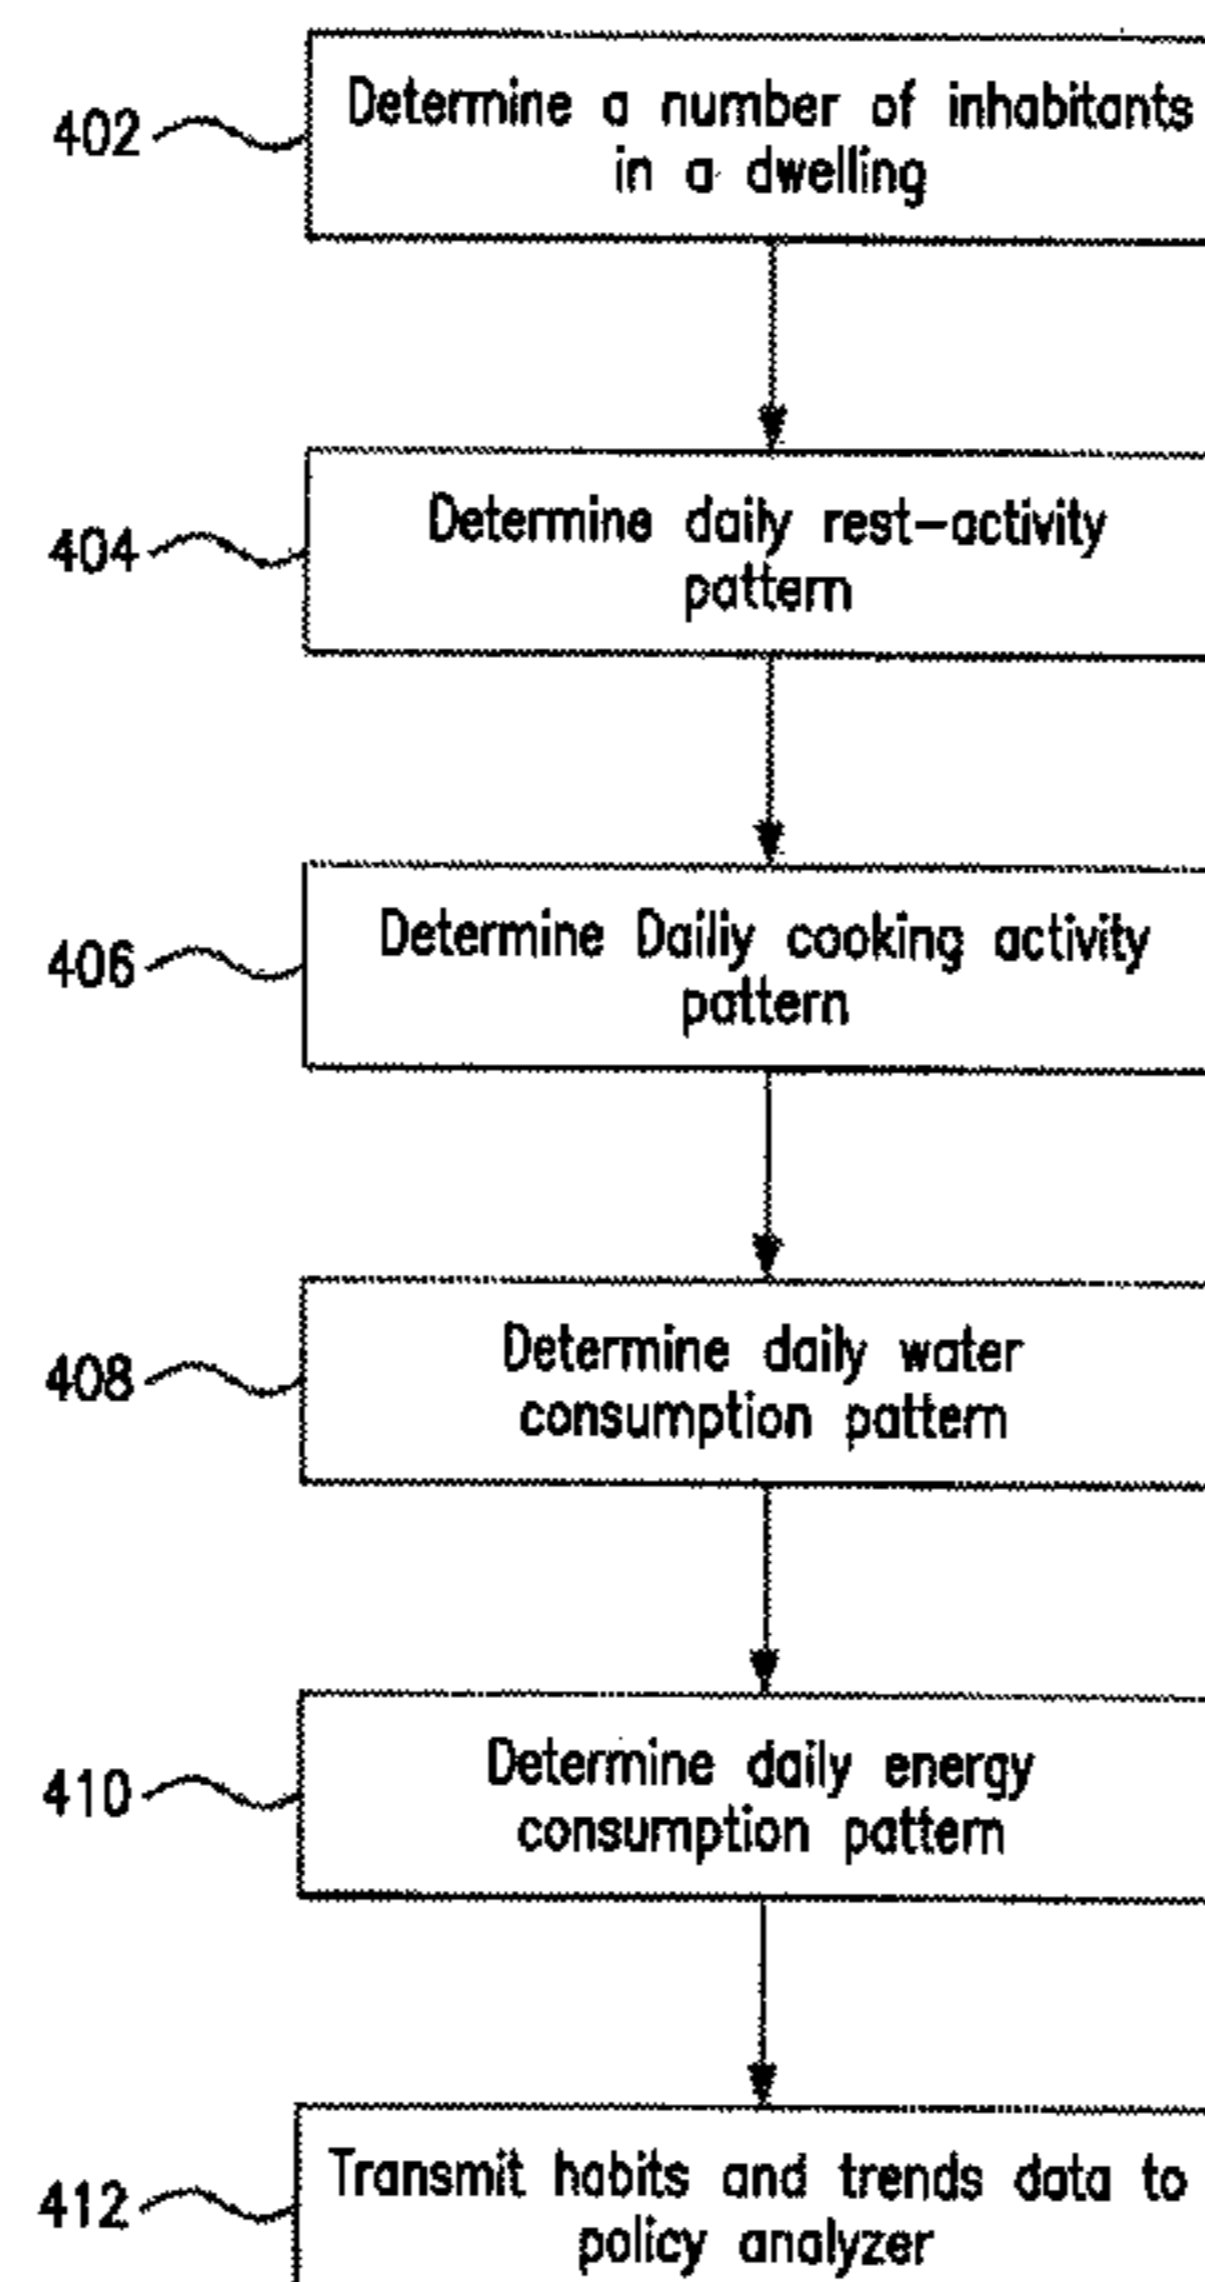 402
Determine a number of inhabitants
in a dwelling
404
Determine daily rest-activity
pattern
406
Determine Dailiy cooking activity
pattern
408
Determine daily water
consumption pattern
410
Determine daily energy
consumption pattern
412
Transmit habits and trends data to
policy analyzer